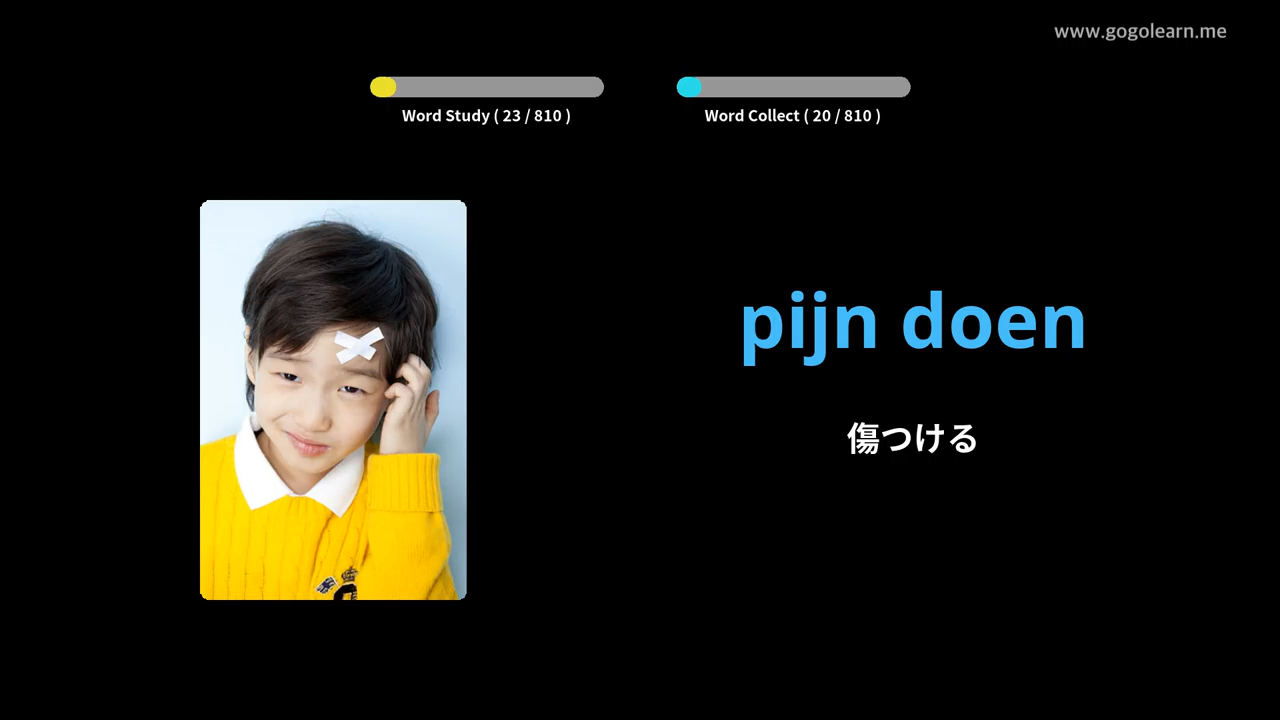 www.gogolearn.me
Word Study ( 23 / 810 )
Word Collect ( 20 / 810 )
pijn doen
傷つける